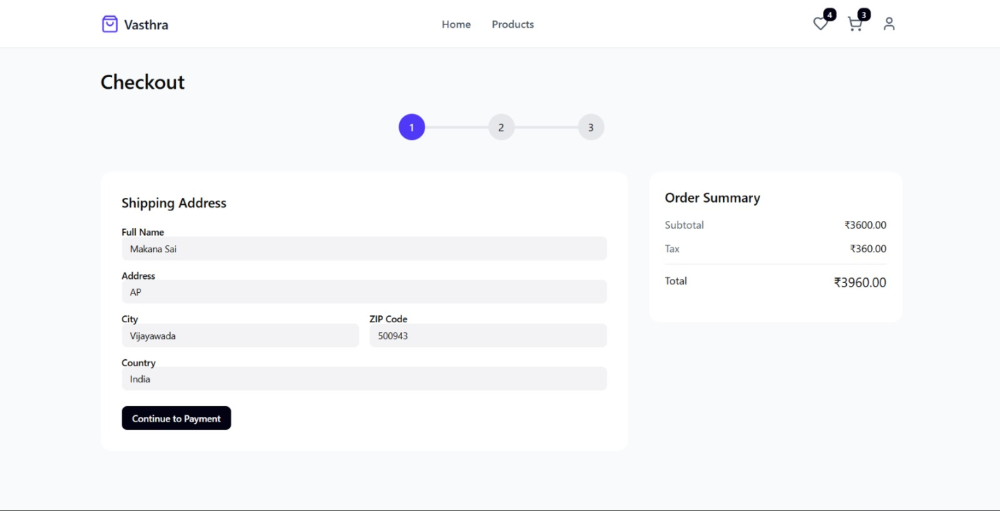 Vasthra
Home Products
4 3
Checkout
1 2 3
Shipping Address
Full Name
Makana Sai
Address
AP
City ZIP Code
Vijayawada 500943
Country
India
Continue to Payment
Order Summary
Subtotal ₹3600.00
Tax ₹360.00
Total ₹3960.00